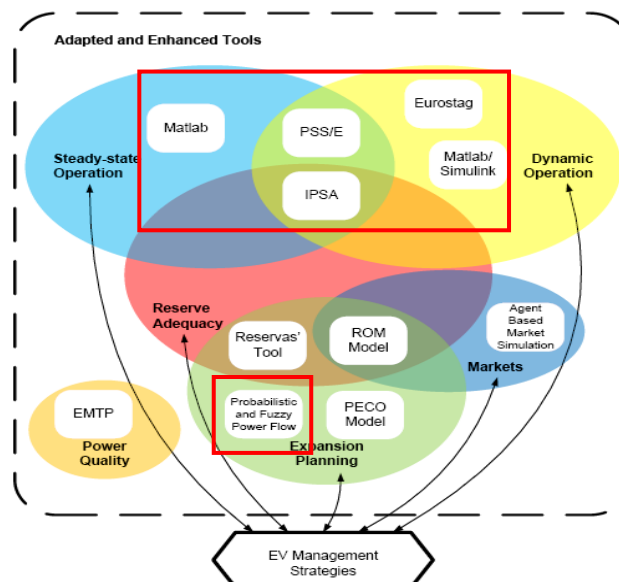 Adapted and Enhanced Tools
Matlab
PSS/E
Eurostag
Steady-state
Operation
Matlab/
Simulink
Dynamic
Operation
IPSA
Reserve
Adequacy
Reservas'
Tool
ROM
Model
Agent
Based
Market
Simulation
Markets
EMTP
Power
Quality
Probabilistic
and Fuzzy
Power Flow
PECO
Model
Expansion
Planning
EV Management
Strategies